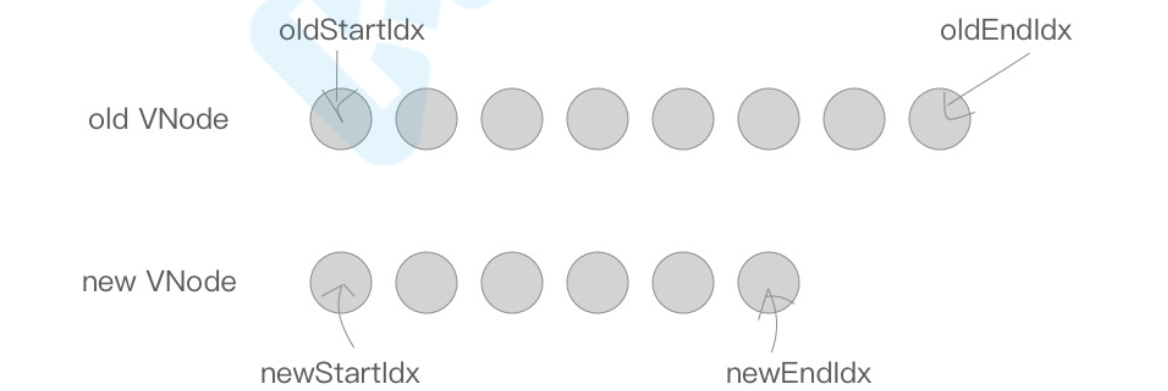 oldStartIdx
oldEndIdx
old VNode
new VNode
newStartIdx
newEndIdx